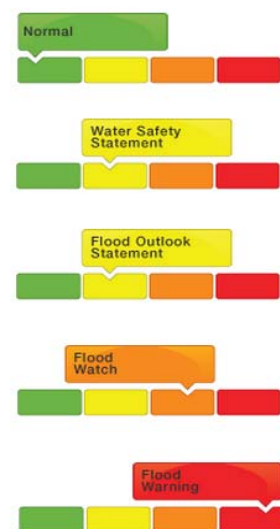 Normal
Water Safety
Statement
Flood Outlook
Statement
Flood
Watch
Flood
Warning